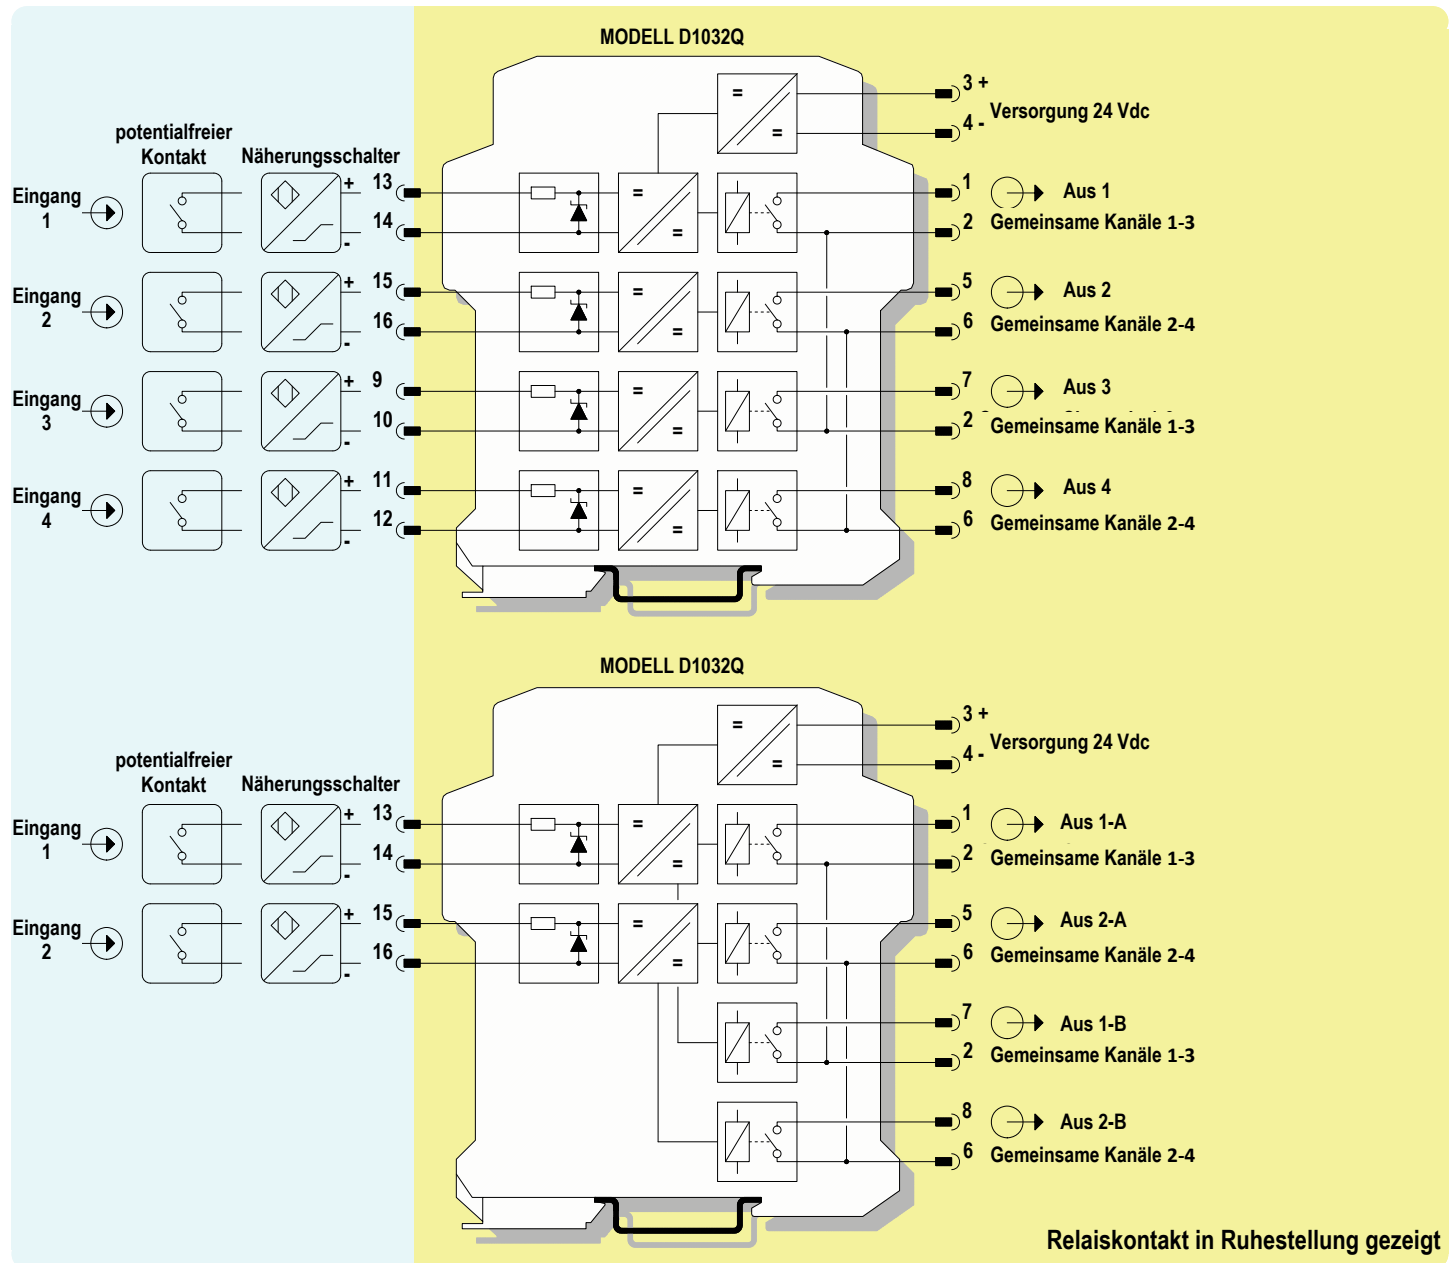 MODELL D1032Q
3 +
Versorgung 24 Vdc
4 -
potentialfreier
Kontakt
Näherungsschalter
Eingang
1
+
-
13
14
1
Aus 1
2
Gemeinsame Kanäle 1-3
Eingang
2
+
-
15
16
5
Aus 2
6
Gemeinsame Kanäle 2-4
Eingang
3
+
-
9
10
7
Aus 3
2
Gemeinsame Kanäle 1-3
Eingang
4
+
-
11
12
8
Aus 4
6
Gemeinsame Kanäle 2-4
MODELL D1032Q
3 +
Versorgung 24 Vdc
4 -
potentialfreier
Kontakt
Näherungsschalter
Eingang
1
+
-
13
14
1
Aus 1-A
2
Gemeinsame Kanäle 1-3
Eingang
2
+
-
15
16
5
Aus 2-A
6
Gemeinsame Kanäle 2-4
7
Aus 1-B
2
Gemeinsame Kanäle 1-3
8
Aus 2-B
6
Gemeinsame Kanäle 2-4
Relaiskontakt in Ruhestellung gezeigt